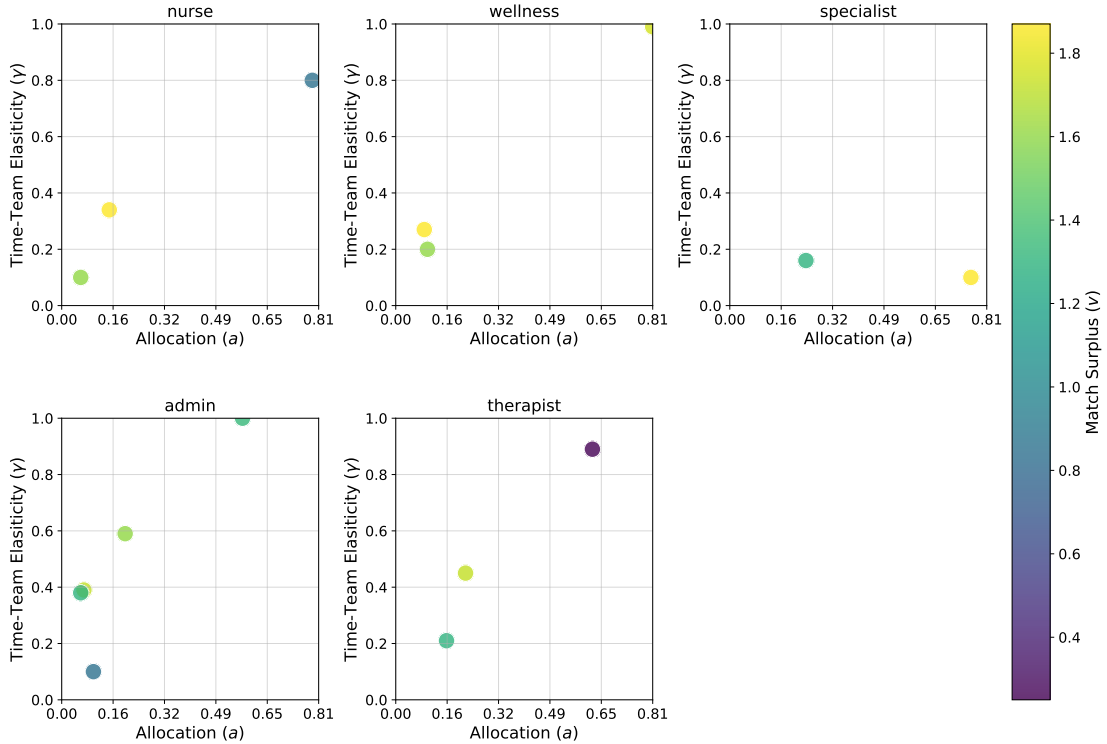 nurse
wellness
specialist
1.0
0.8
0.6
0.4
0.2
0.0
Time-Team Elasiticity (γ)
0.00 0.16 0.32 0.49 0.65 0.81
Allocation (a)
1.0
0.8
0.6
0.4
0.2
0.0
Time-Team Elasiticity (γ)
0.00 0.16 0.32 0.49 0.65 0.81
Allocation (a)
1.0
0.8
0.6
0.4
0.2
0.0
Time-Team Elasiticity (γ)
0.00 0.16 0.32 0.49 0.65 0.81
Allocation (a)
admin
therapist
1.0
0.8
0.6
0.4
0.2
0.0
Time-Team Elasiticity (γ)
0.00 0.16 0.32 0.49 0.65 0.81
Allocation (a)
1.0
0.8
0.6
0.4
0.2
0.0
Time-Team Elasiticity (γ)
0.00 0.16 0.32 0.49 0.65 0.81
Allocation (a)
1.8
1.6
1.4
1.2
1.0
0.8
0.6
0.4
Match Surplus (v)